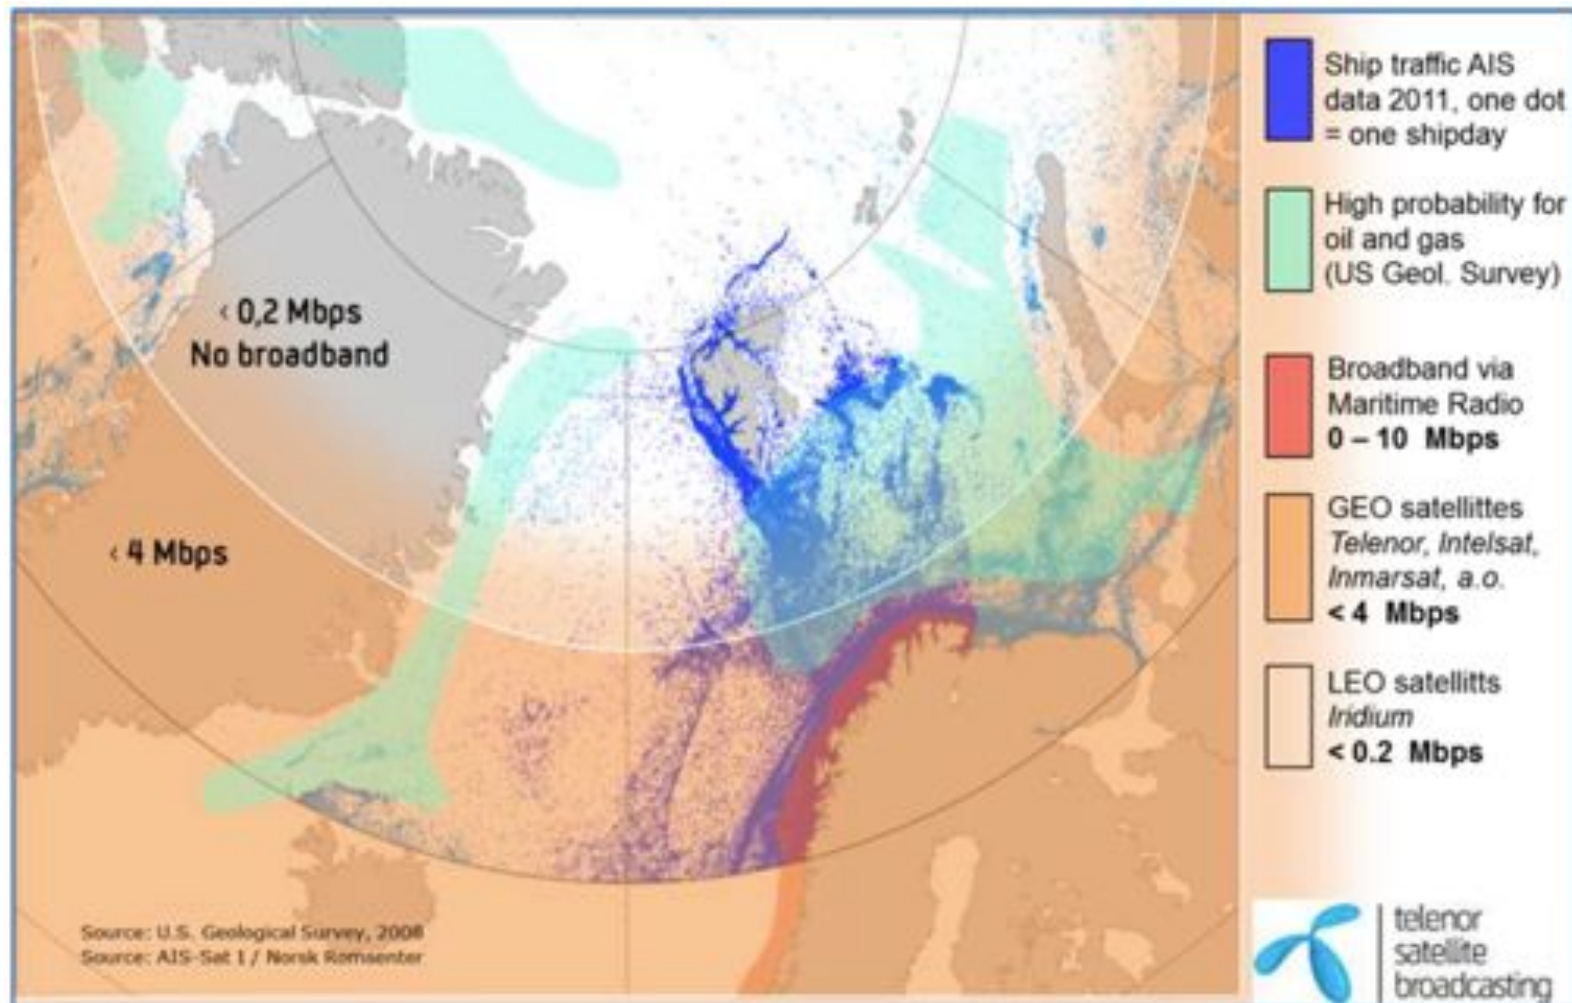 Ship traffic AIS
data 2011, one dot
= one shipday
High probability for
oil and gas
(US Geol. Survey)
Broadband via
Maritime Radio
0 – 10 Mbps
GEO satellittes
Telenor, Intelsat,
Inmarsat, a.o.
< 4 Mbps
LEO satellitts
Iridium
< 0.2 Mbps
< 0,2 Mbps
No broadband
< 4 Mbps
Source: U.S. Geological Survey, 2008
Source: AIS-Sat 1 / Norsk Romsenter
telenor
satellite
broadcasting